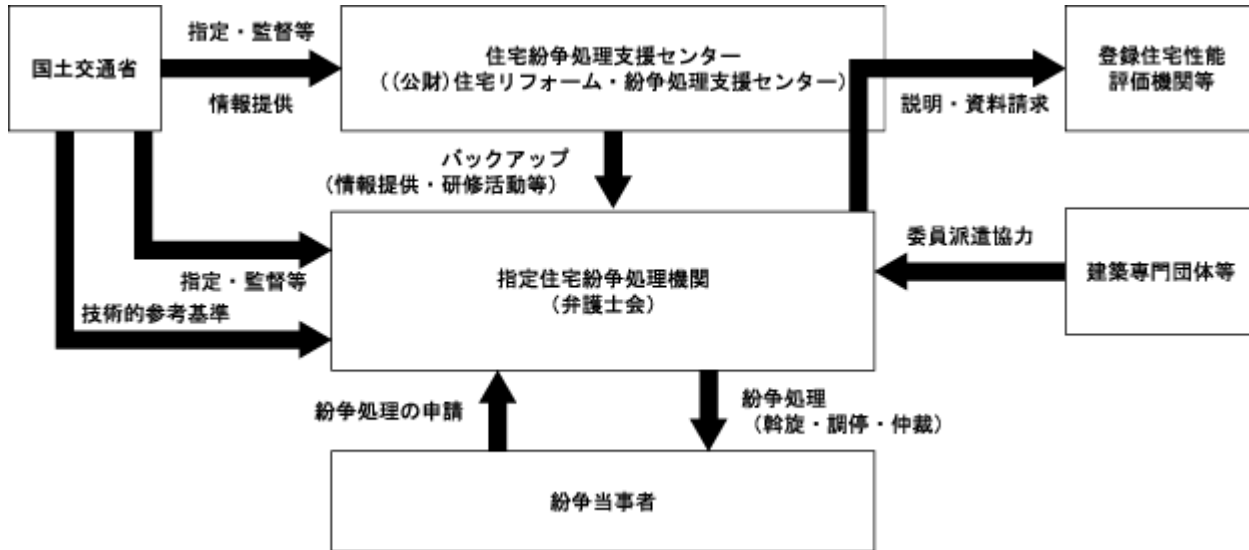 国土交通省
指定・監督等
情報提供
住宅紛争処理支援センター
((公財)住宅リフォーム・紛争処理支援センター)
説明・資料請求
登録住宅性能
評価機関等
バックアップ
(情報提供・研修活動等)
指定・監督等
技術的参考基準
指定住宅紛争処理機関
(弁護士会)
委員派遣協力
建築専門団体等
紛争処理の申請
紛争処理
(斡旋・調停・仲裁)
紛争当事者